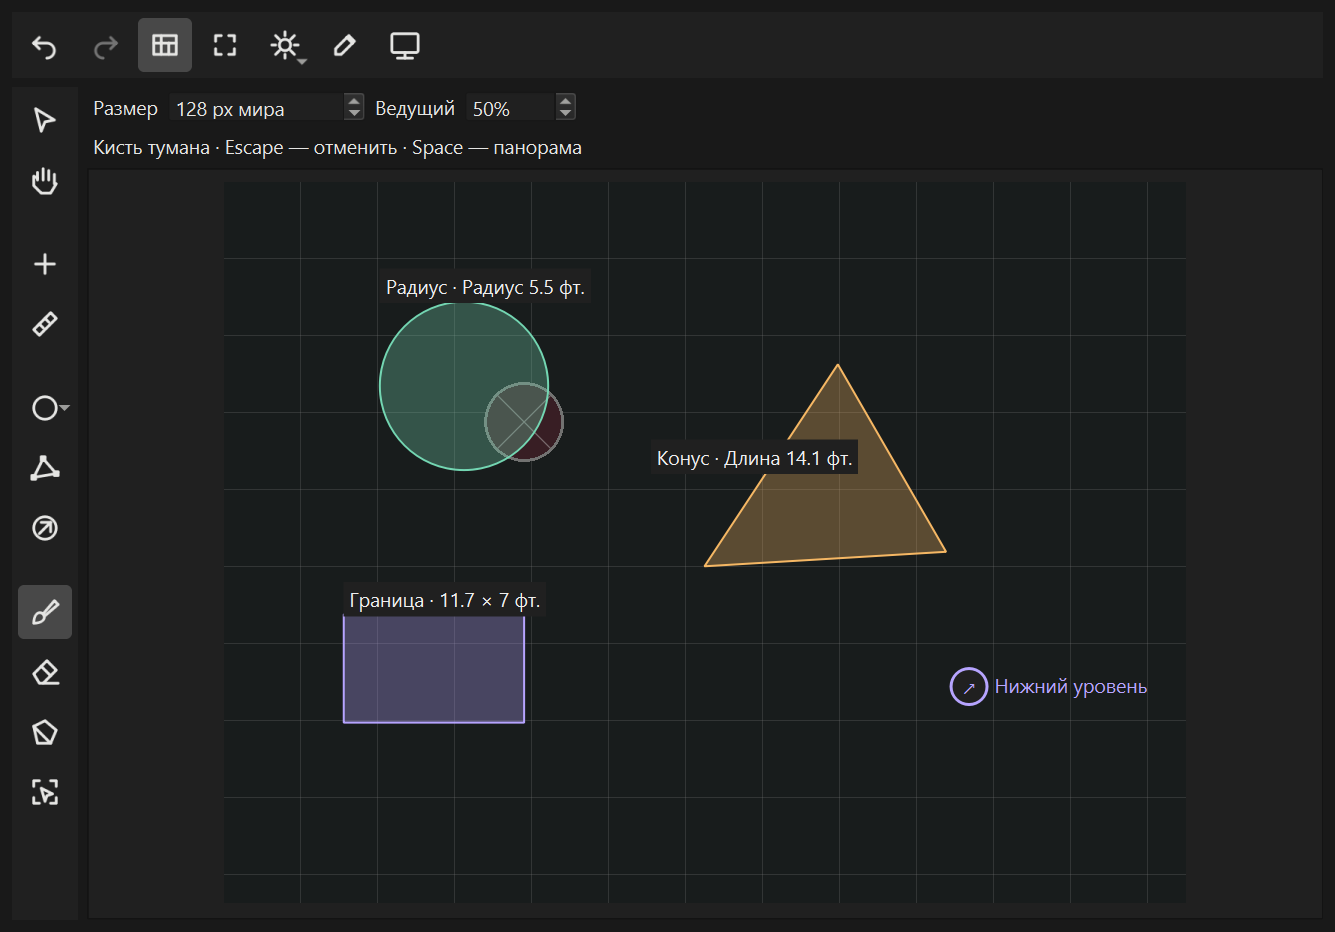 Размер 128 px мира Ведущий 50%
Кисть тумана · Escape — отменить · Space — панорама
Радиус · Радиус 5.5 фт.
Конус · Длина 14.1 фт.
Граница · 11.7 × 7 фт.
Нижний уровень